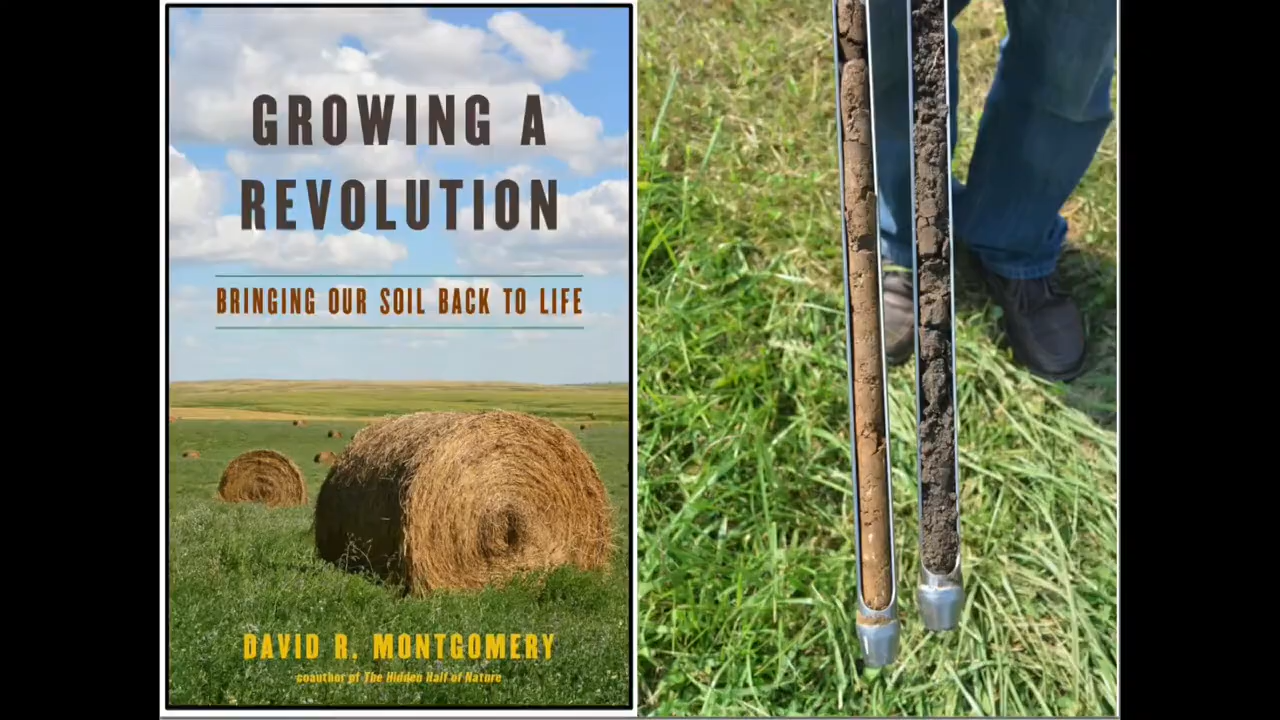 GROWING A
REVOLUTION
BRINGING OUR SOIL BACK TO LIFE
DAVID R. MONTGOMERY
coauthor of The Hidden Half of Nature